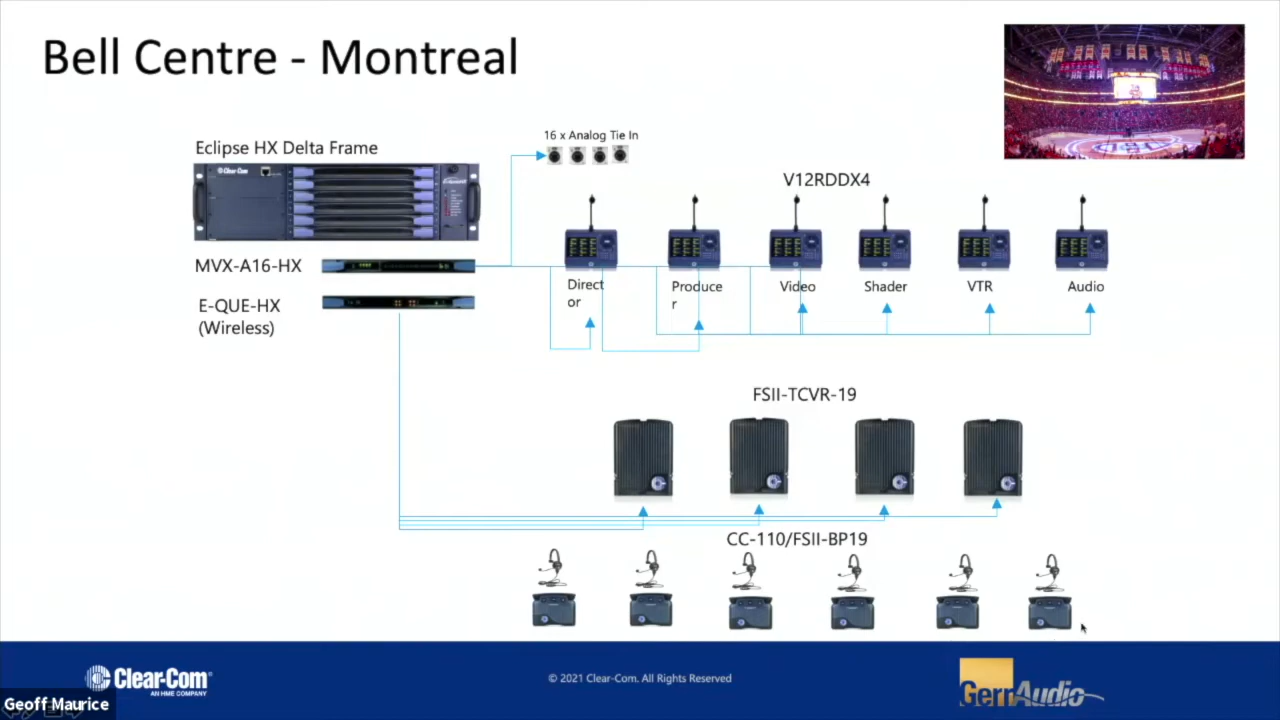 Bell Centre - Montreal
16 x Analog Tie In
Eclipse HX Delta Frame
Clear-Com
V12RDDX4
MVX-A16-HX
E-QUE-HX
(Wireless)
Direct
or
Produce
r
Video
Shader
VTR
Audio
FSII-TCVR-19
CC-110/FSII-BP19
Clear-Com
AN HME COMPANY
© 2021 Clear-Com. All Rights Reserved
GerrAudio
Geoff Maurice